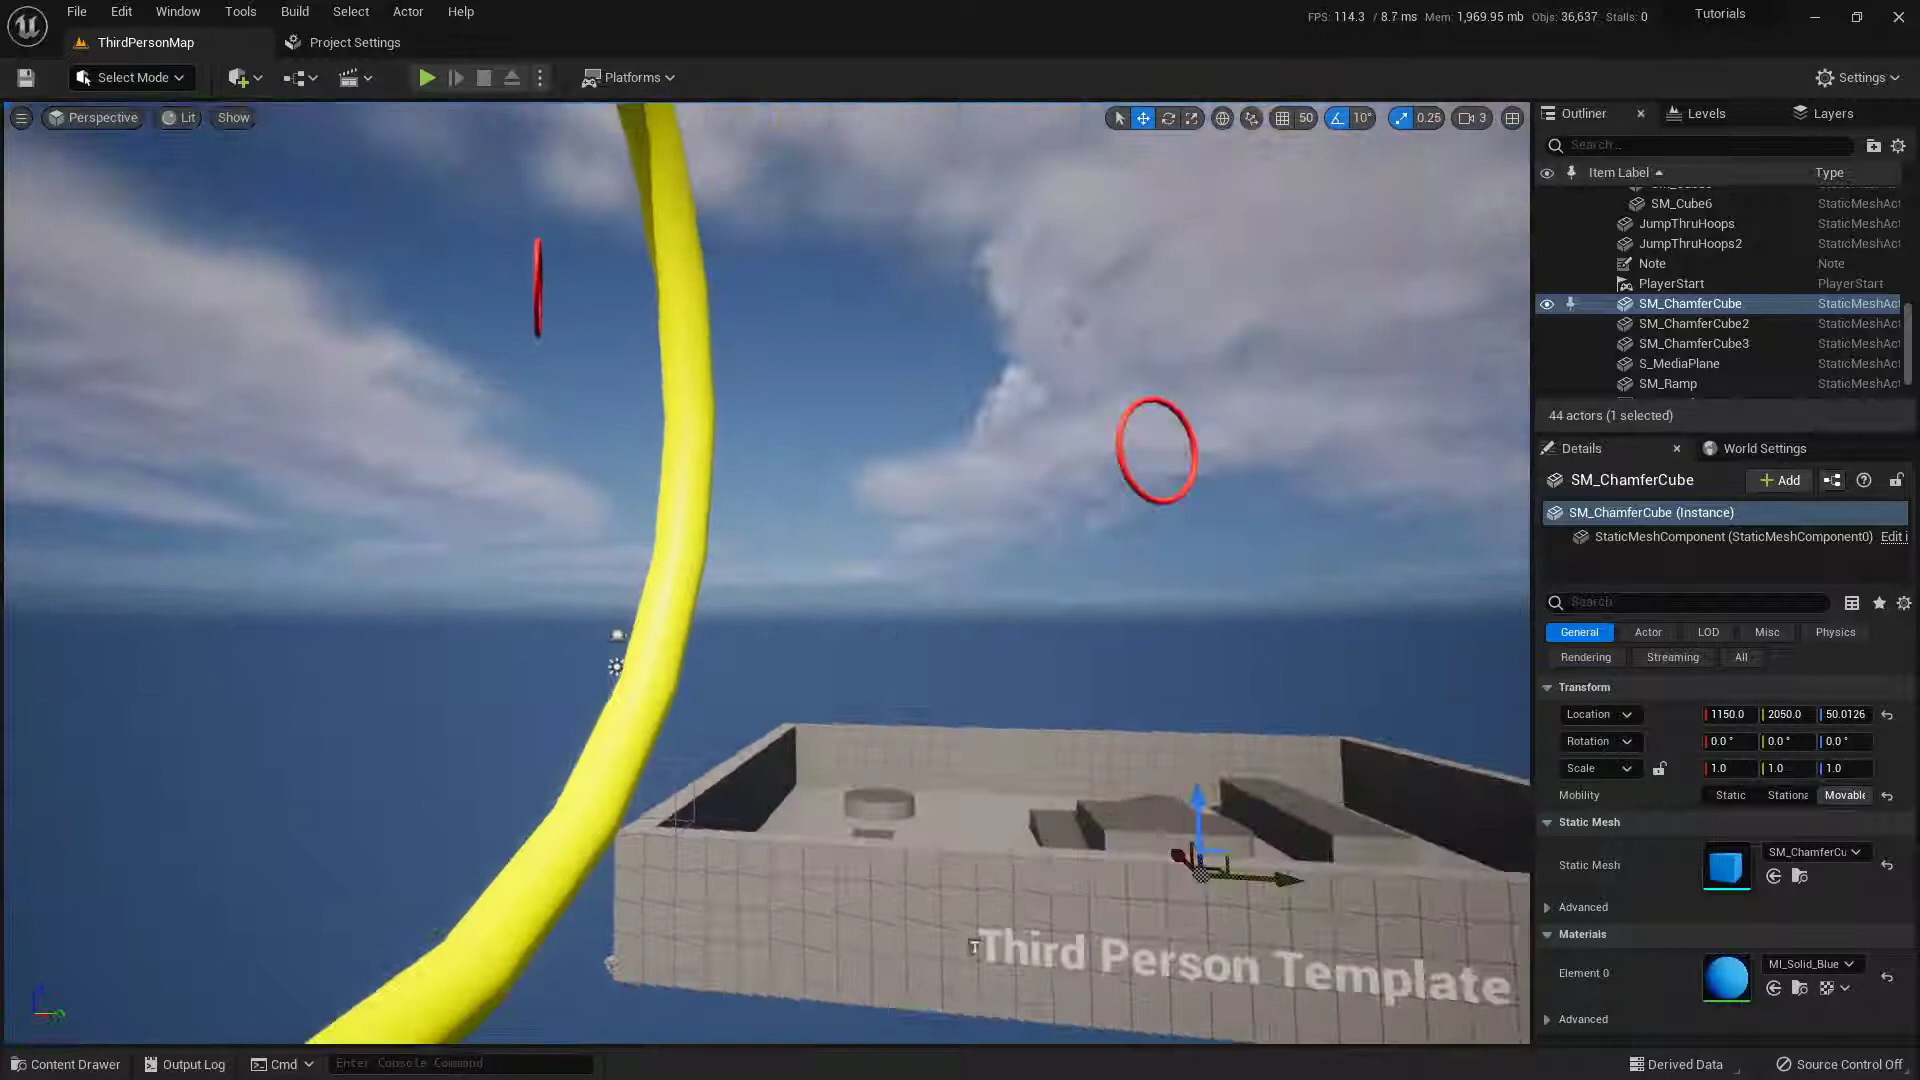 File Edit Window Tools Build Select Actor Help
FPS: 114.3 / 8.7 ms Mem: 1,969.95 mb Objs: 36,637 Stalls: 0
Tutorials
ThirdPersonMap
Project Settings
Select Mode
Platforms
Settings
Perspective
Lit
Show
50
10°
0.25
3
Outliner
Levels
Layers
Search...
Item Label
Type
SM_Cube6 StaticMeshAct
JumpThruHoops StaticMeshAct
JumpThruHoops2 StaticMeshAct
Note Note
PlayerStart PlayerStart
SM_ChamferCube StaticMeshAct
SM_ChamferCube2 StaticMeshAct
SM_ChamferCube3 StaticMeshAct
S_MediaPlane StaticMeshAct
SM_Ramp StaticMeshAct
44 actors (1 selected)
Details
World Settings
SM_ChamferCube
Add
SM_ChamferCube (Instance)
StaticMeshComponent (StaticMeshComponent0) Edit i
Search
General Actor LOD Misc Physics
Rendering Streaming All
Transform
Location 1150.0 2050.0 50.0126
Rotation 0.0° 0.0° 0.0°
Scale 1.0 1.0 1.0
Mobility Static Stationa Movable
Static Mesh
Static Mesh SM_ChamferCu
Advanced
Materials
Element 0 MI_Solid_Blue
Advanced
T
Third Person Template
Content Drawer
Output Log
Cmd
Enter Console Command
Derived Data
Source Control Off